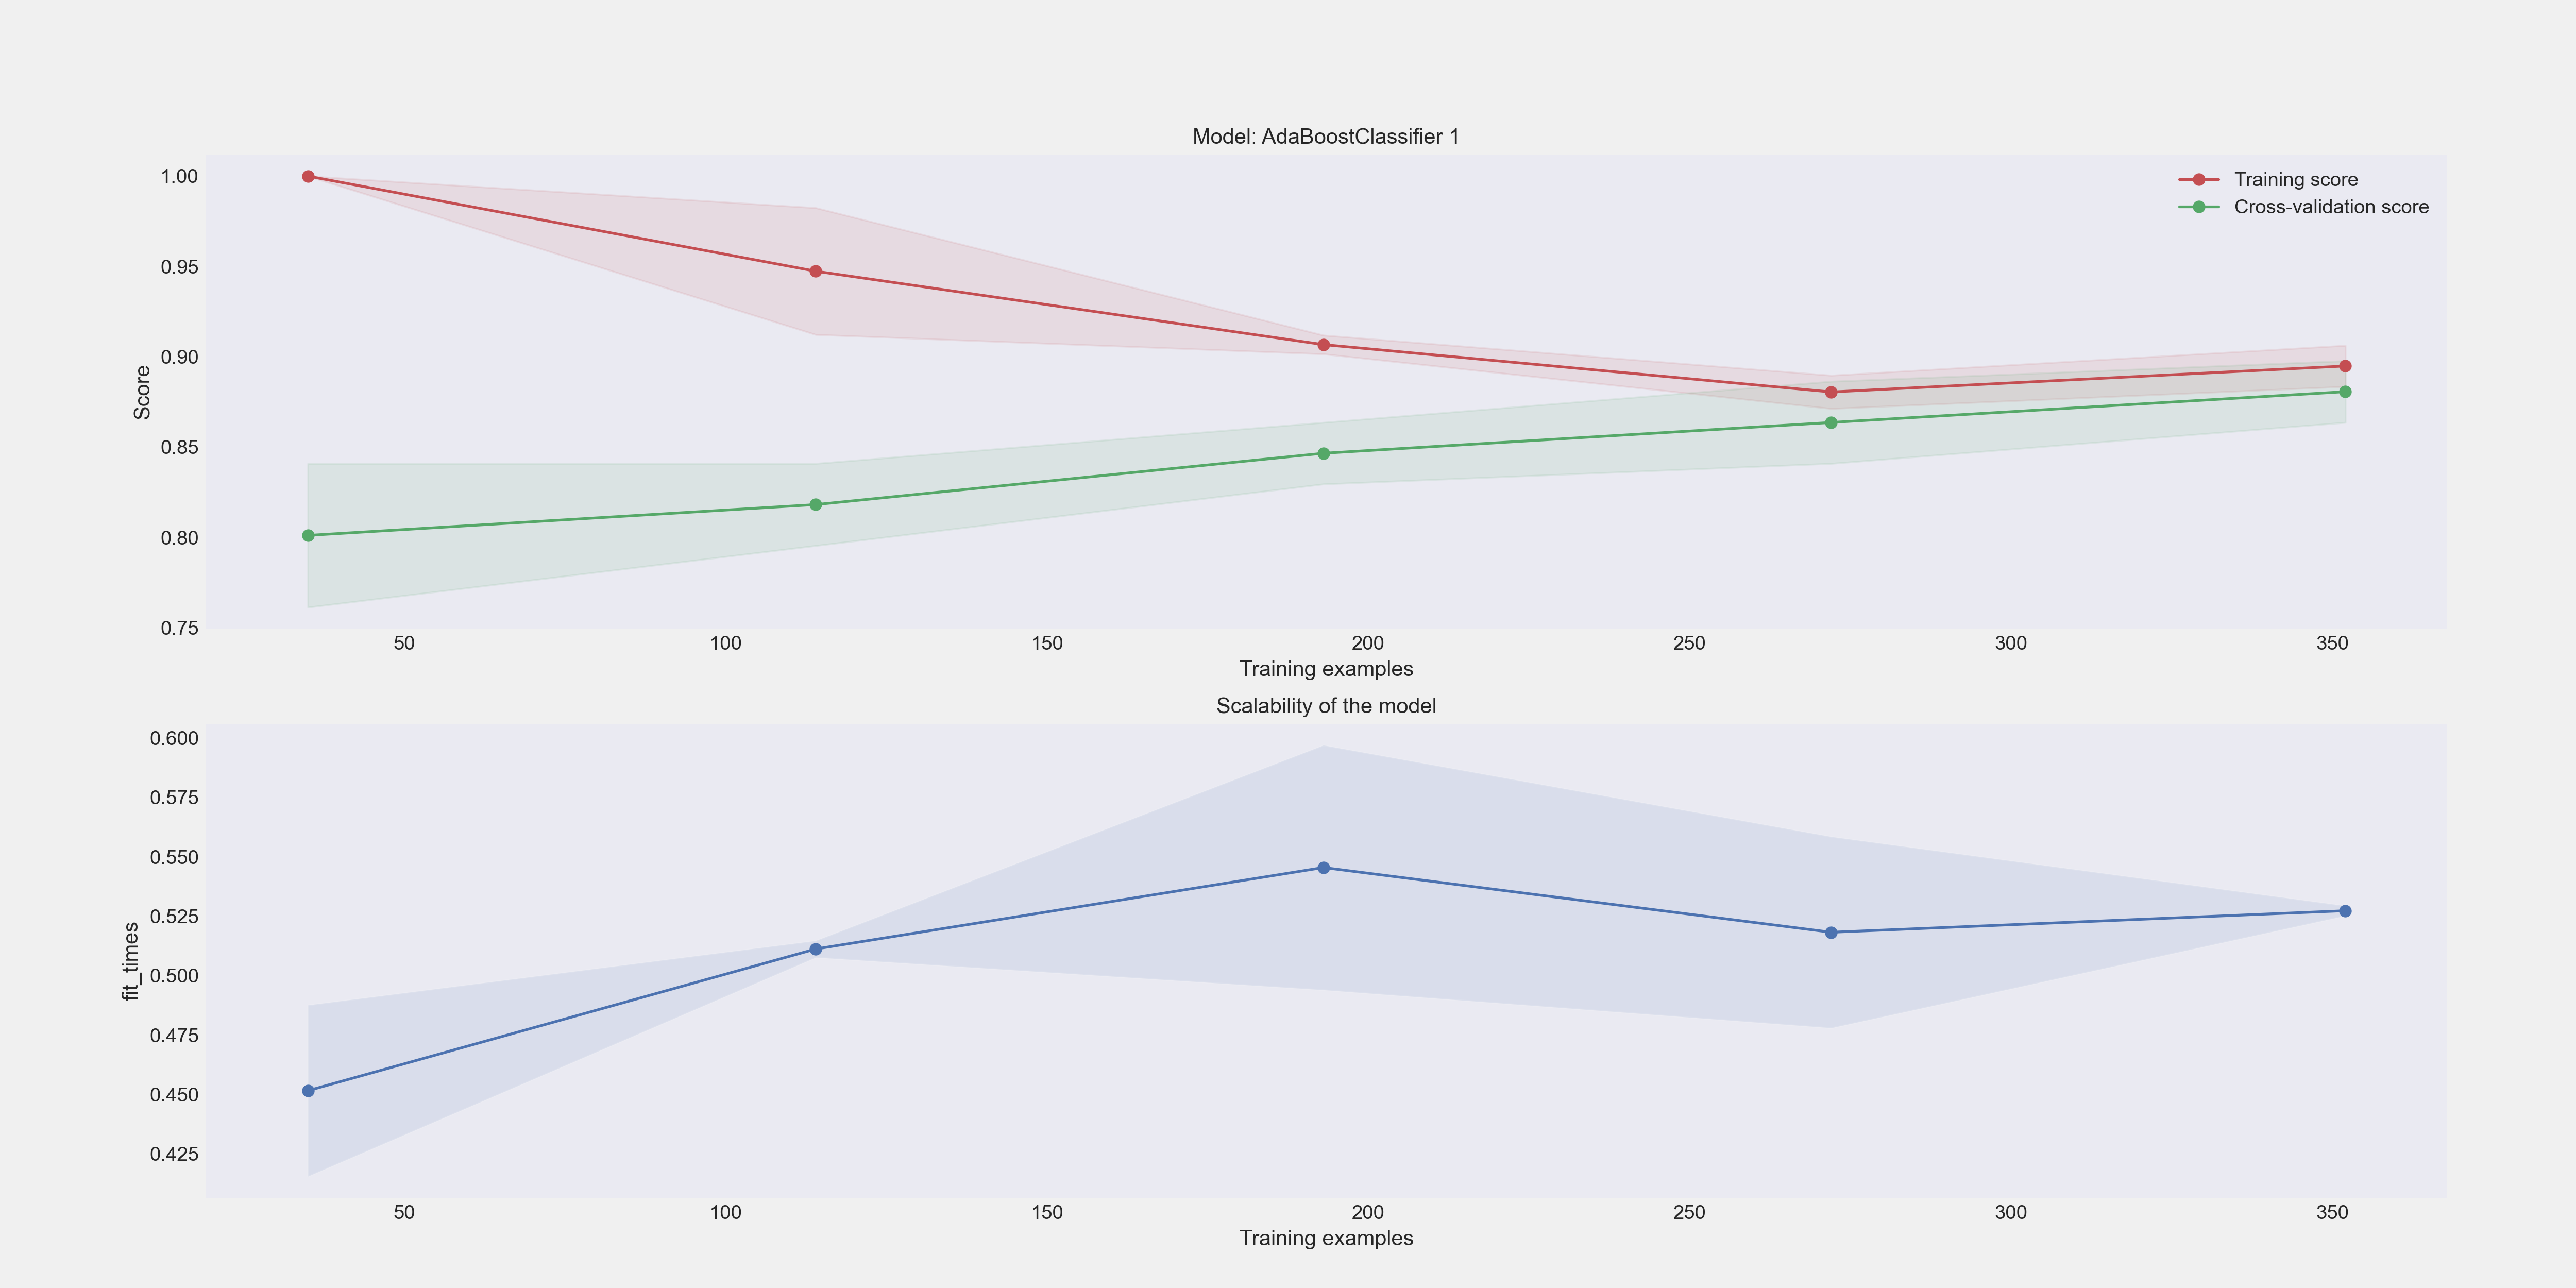 Model: AdaBoostClassifier 1
1.00
0.95
0.90
0.85
0.80
0.75
Score
Training score
Cross-validation score
50 100 150 200 250 300 350
Training examples
Scalability of the model
0.600
0.575
0.550
0.525
0.500
0.475
0.450
0.425
fit_times
50 100 150 200 250 300 350
Training examples